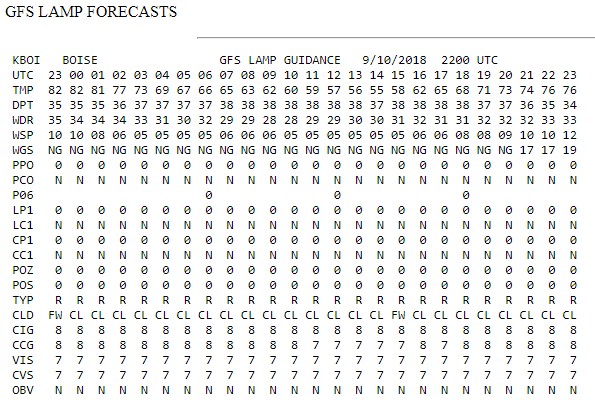 GFS LAMP FORECASTS
KBOI BOISE GFS LAMP GUIDANCE 9/10/2018 2200 UTC
UTC 23 00 01 02 03 04 05 06 07 08 09 10 11 12 13 14 15 16 17 18 19 20 21 22 23
TMP 82 82 81 77 73 69 67 66 65 63 62 60 59 57 56 55 58 62 65 68 71 73 74 76 76
DPT 35 35 35 36 37 37 37 37 38 38 38 38 38 38 38 37 38 38 38 38 37 37 36 35 34
WDR 35 34 34 34 33 31 30 32 29 29 28 28 29 29 30 30 31 32 31 31 32 32 32 33 33
WSP 10 10 08 06 05 05 05 05 06 06 06 05 05 05 05 05 05 06 06 08 08 09 10 10 12
WGS NG NG NG NG NG NG NG NG NG NG NG NG NG NG NG NG NG NG NG NG NG NG 17 17 19
PPO 0 0 0 0 0 0 0 0 0 0 0 0 0 0 0 0 0 0 0 0 0 0 0 0 0
PCO N N N N N N N N N N N N N N N N N N N N N N N N N
P06 0 0 0
LP1 0 0 0 0 0 0 0 0 0 0 0 0 0 0 0 0 0 0 0 0 0 0 0 0 0
LC1 N N N N N N N N N N N N N N N N N N N N N N N N N
CP1 0 0 0 0 0 0 0 0 0 0 0 0 0 0 0 0 0 0 0 0 0 0 0 0 0
CC1 N N N N N N N N N N N N N N N N N N N N N N N N N
POZ 0 0 0 0 0 0 0 0 0 0 0 0 0 0 0 0 0 0 0 0 0 0 0 0 0
POS 0 0 0 0 0 0 0 0 0 0 0 0 0 0 0 0 0 0 0 0 0 0 0 0 0
TYP R R R R R R R R R R R R R R R R R R R R R R R R R
CLD FW CL CL CL CL CL CL CL CL CL CL CL CL CL CL CL FW CL CL CL CL CL CL CL CL
CIG 8 8 8 8 8 8 8 8 8 8 8 8 8 8 8 8 8 8 8 8 8 8 8 8 8
CCG 8 8 8 8 8 8 8 8 8 8 8 8 7 7 7 7 7 8 7 8 8 8 8 8 8
VIS 7 7 7 7 7 7 7 7 7 7 7 7 7 7 7 7 7 7 7 7 7 7 7 7 7
CVS 7 7 7 7 7 7 7 7 7 7 7 7 7 7 7 7 7 7 7 7 7 7 7 7 7
OBV N N N N N N N N N N N N N N N N N N N N N N N N N